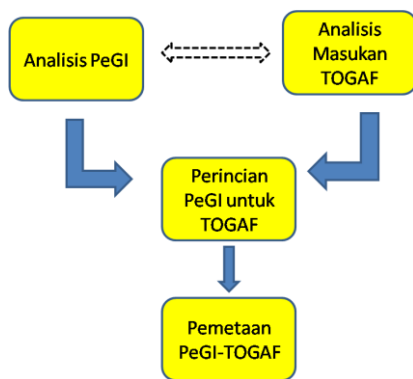 Analisis PeGI
Analisis
Masukan
TOGAF
Perincian
PeGI untuk
TOGAF
Pemetaan
PeGI-TOGAF